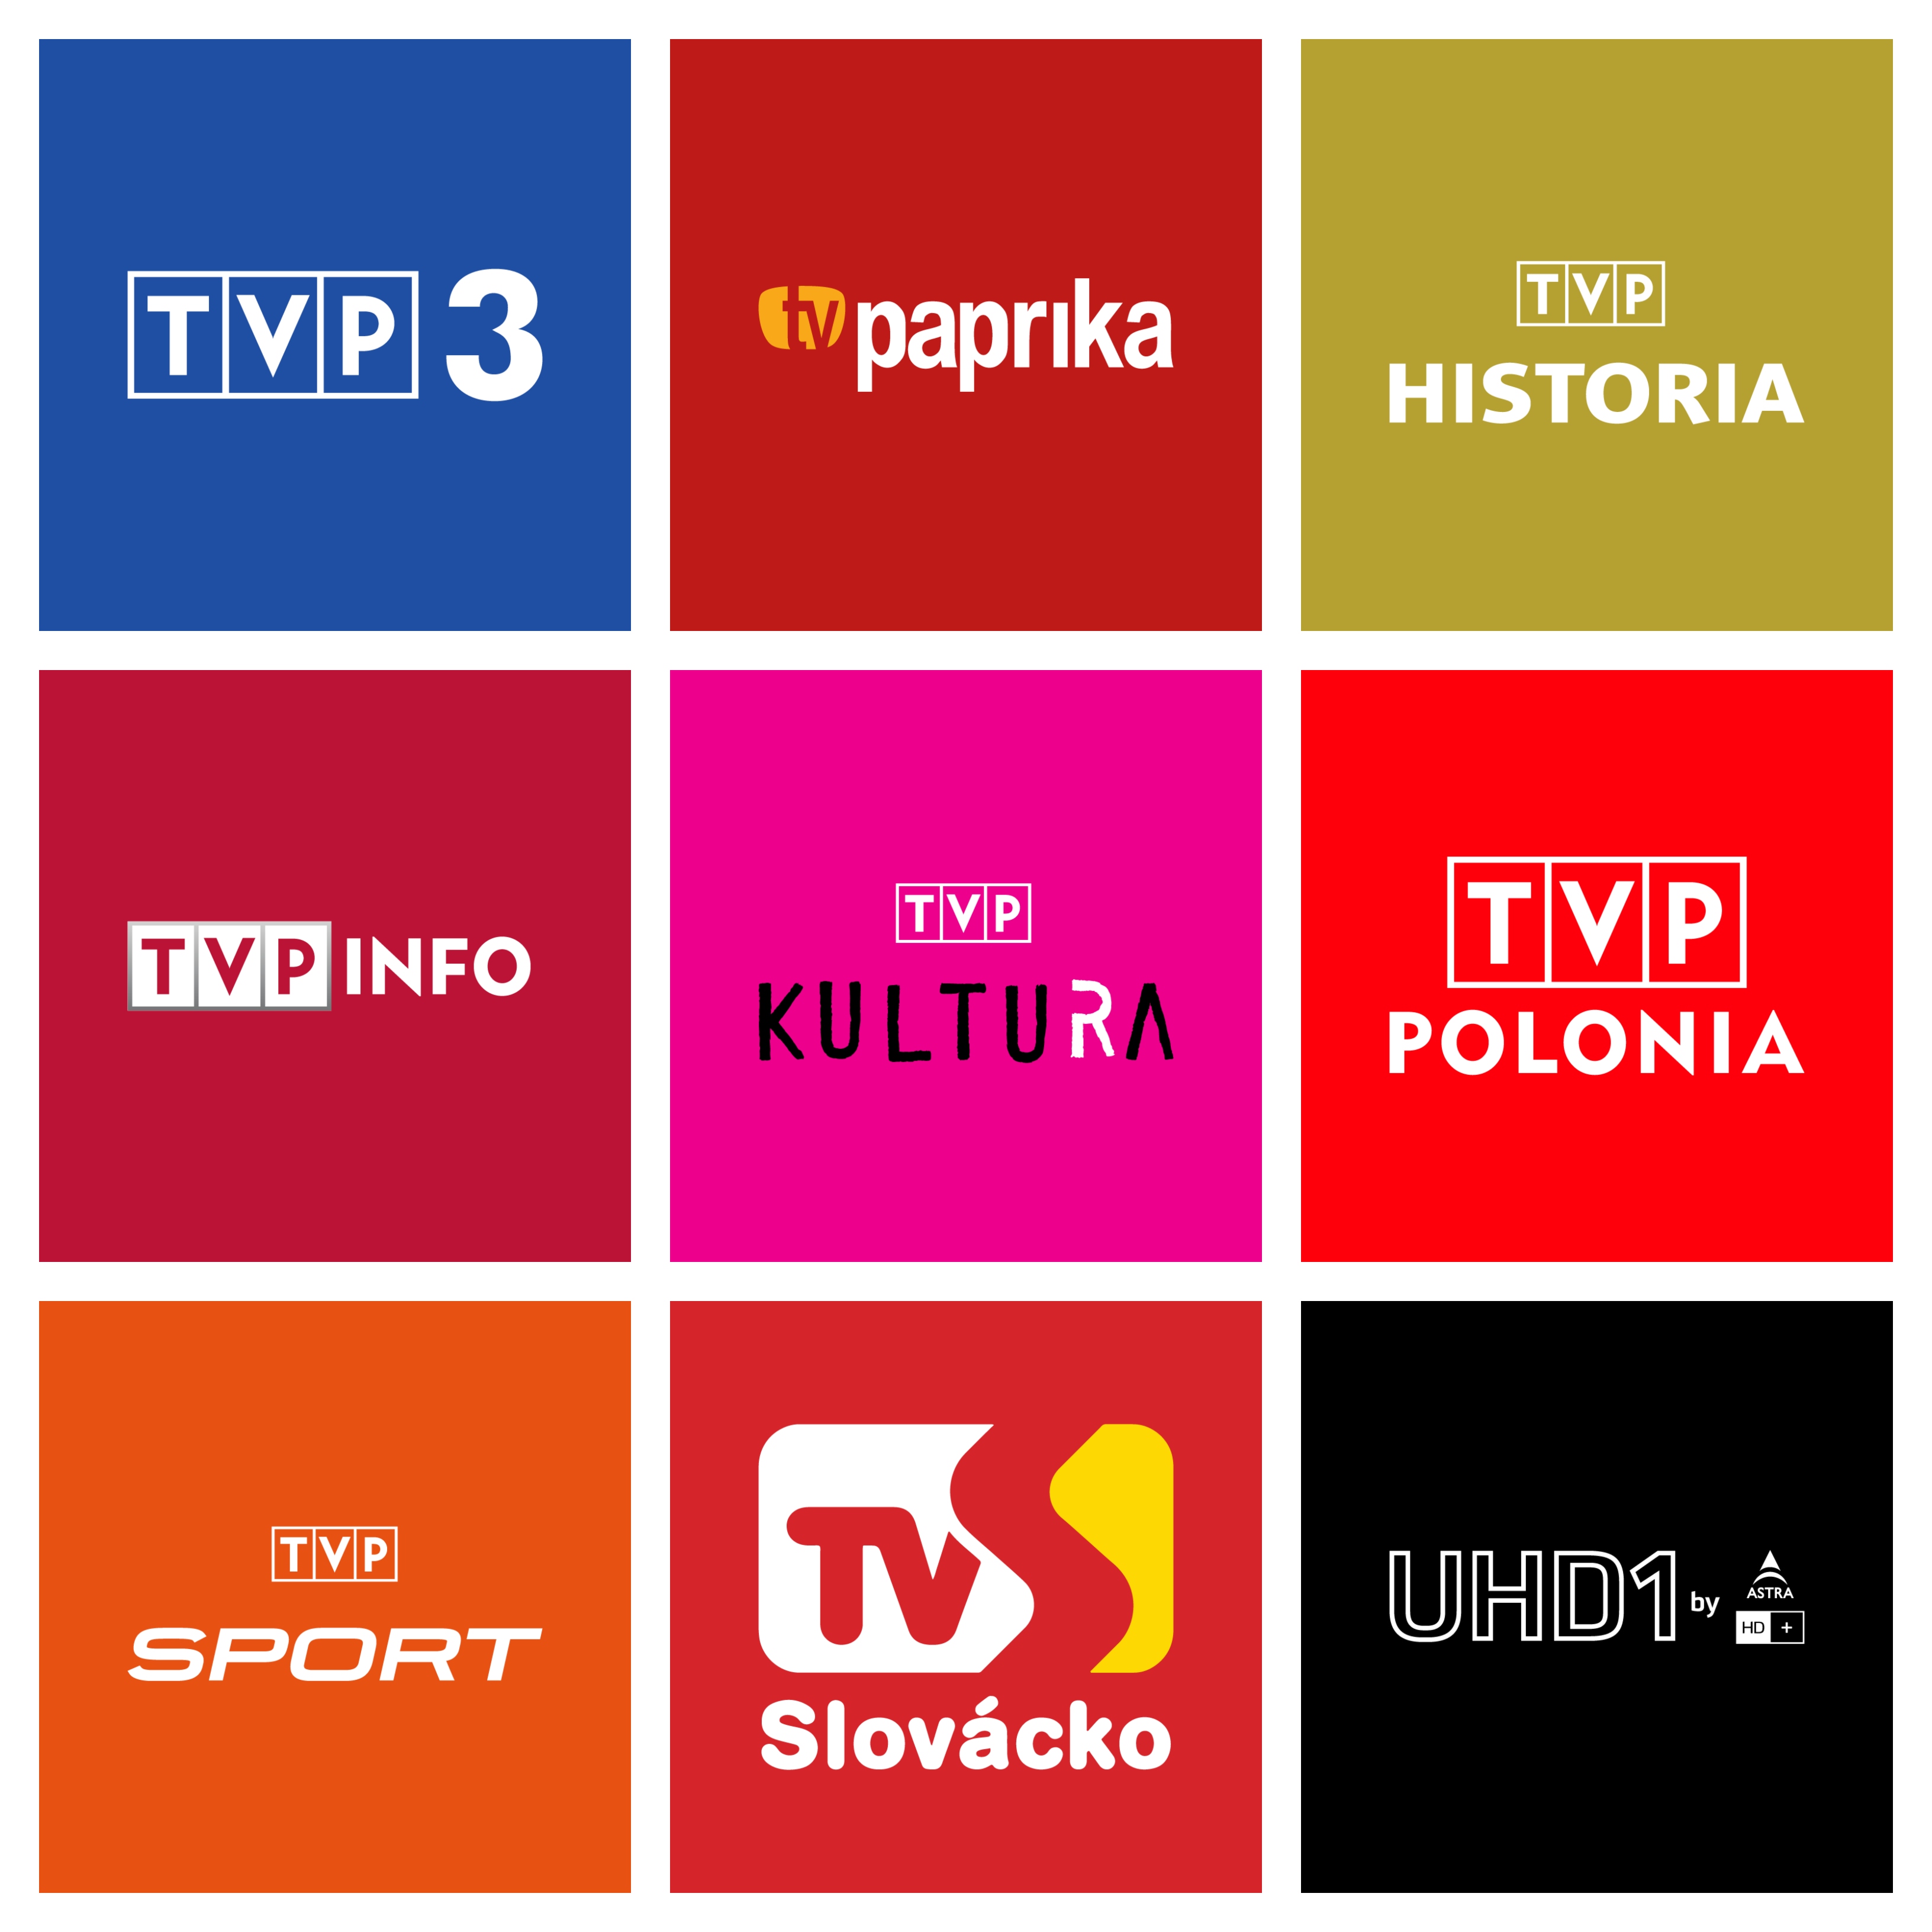 TVP 3
tv paprika
TVP
HISTORIA
TVP INFO
TVP
KULTURA
TVP
POLONIA
TVP
SPORT
TVS
Slovácko
UHD1 by
ASTRA
HD +